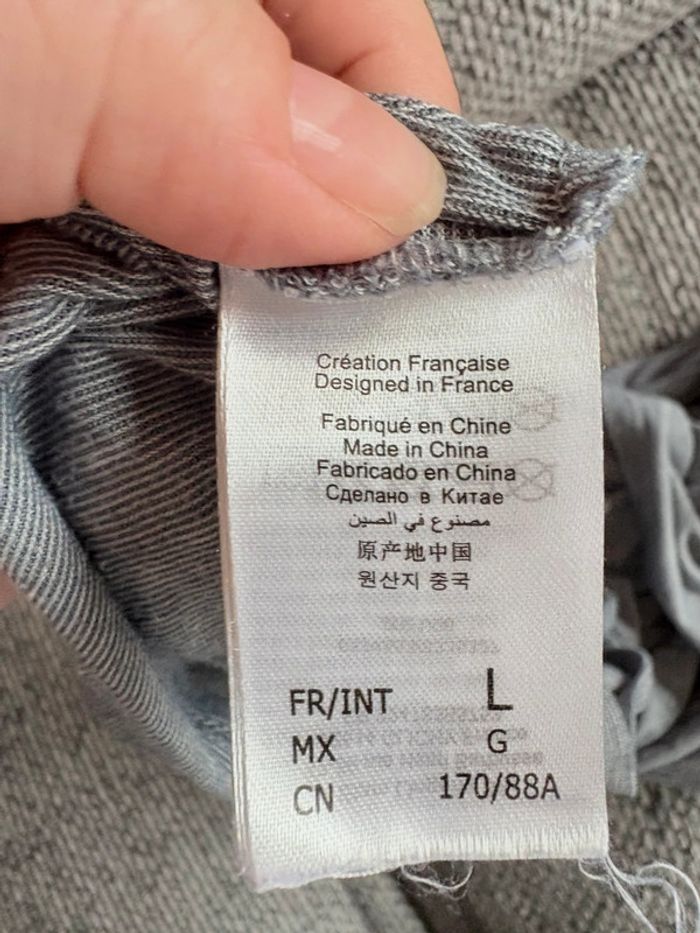 Création Française
Designed in France
Fabriqué en Chine
Made in China
Fabricado en China
Сделано в Китае
مصنوع في الصين
原产地中国
원산지 중국
FR/INT L
MX G
CN 170/88A